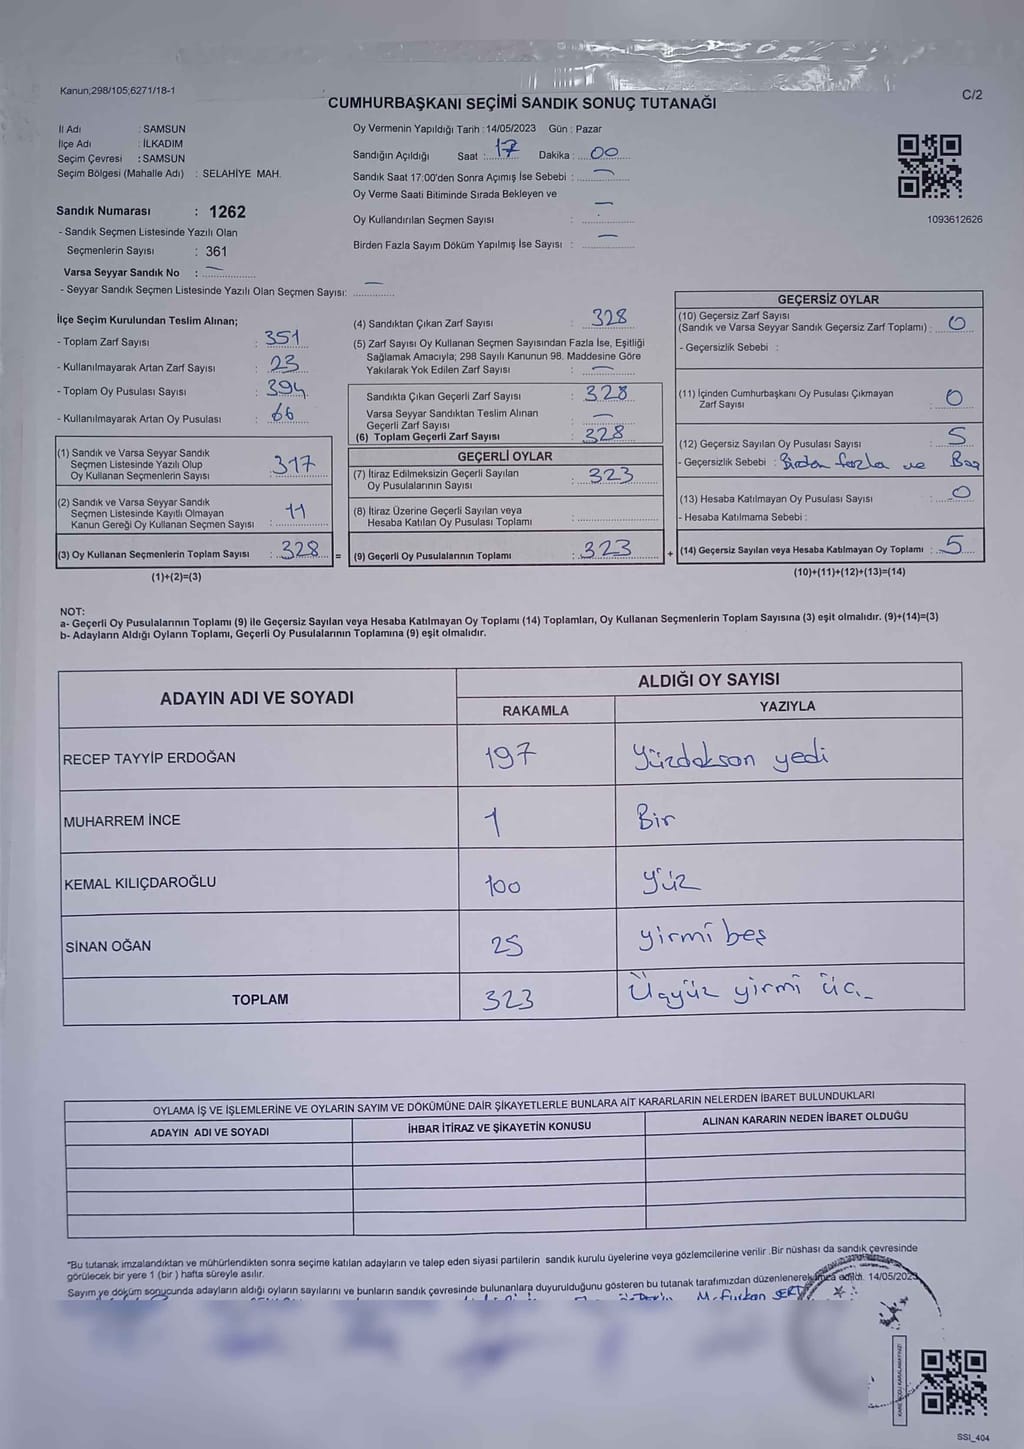 Kanun;298/105;6271/18-1
C/2
CUMHURBAŞKANI SEÇİMİ SANDIK SONUÇ TUTANAĞI
İl Adı : SAMSUN
İlçe Adı : İLKADIM
Seçim Çevresi : SAMSUN
Seçim Bölgesi (Mahalle Adı) : SELAHİYE MAH.
Sandık Numarası : 1262
- Sandık Seçmen Listesinde Yazılı Olan
Seçmenlerin Sayısı : 361
Varsa Seyyar Sandık No : —
- Seyyar Sandık Seçmen Listesinde Yazılı Olan Seçmen Sayısı: —
Oy Vermenin Yapıldığı Tarih : 14/05/2023 Gün : Pazar
Sandığın Açıldığı Saat : 17 Dakika : 00
Sandık Saat 17:00'den Sonra Açımış İse Sebebi : —
Oy Verme Saati Bitiminde Sırada Bekleyen ve
Oy Kullandırılan Seçmen Sayısı : —
Birden Fazla Sayım Döküm Yapılmış İse Sayısı : —
1093612626
İlçe Seçim Kurulundan Teslim Alınan;
- Toplam Zarf Sayısı : 351
- Kullanılmayarak Artan Zarf Sayısı : 23
- Toplam Oy Pusulası Sayısı : 394
- Kullanılmayarak Artan Oy Pusulası : 66
(1) Sandık ve Varsa Seyyar Sandık
Seçmen Listesinde Yazılı Olup
Oy Kullanan Seçmenlerin Sayısı : 317
(2) Sandık ve Varsa Seyyar Sandık
Seçmen Listesinde Kayıtlı Olmayan
Kanun Gereği Oy Kullanan Seçmen Sayısı : 11
(3) Oy Kullanan Seçmenlerin Toplam Sayısı : 328 =
(1)+(2)=(3)
(4) Sandıktan Çıkan Zarf Sayısı : 328
(5) Zarf Sayısı Oy Kullanan Seçmen Sayısından Fazla İse, Eşitliği
Sağlamak Amacıyla; 298 Sayılı Kanunun 98. Maddesine Göre
Yakılarak Yok Edilen Zarf Sayısı : —
Sandıkta Çıkan Geçerli Zarf Sayısı : 328
Varsa Seyyar Sandıktan Teslim Alınan
Geçerli Zarf Sayısı : —
(6) Toplam Geçerli Zarf Sayısı : 328
GEÇERLİ OYLAR
(7) İtiraz Edilmeksizin Geçerli Sayılan
Oy Pusulalarının Sayısı : 323
(8) İtiraz Üzerine Geçerli Sayılan veya
Hesaba Katılan Oy Pusulası Toplamı :
(9) Geçerli Oy Pusulalarının Toplamı : 323 +
GEÇERSİZ OYLAR
(10) Geçersiz Zarf Sayısı
(Sandık ve Varsa Seyyar Sandık Geçersiz Zarf Toplamı) : 0
- Geçersizlik Sebebi :
(11) İçinden Cumhurbaşkanı Oy Pusulası Çıkmayan
Zarf Sayısı : 0
(12) Geçersiz Sayılan Oy Pusulası Sayısı : 5
- Geçersizlik Sebebi : Birden fazla ve Boş
(13) Hesaba Katılmayan Oy Pusulası Sayısı : 0
- Hesaba Katılmama Sebebi :
(14) Geçersiz Sayılan veya Hesaba Katılmayan Oy Toplamı : 5
(10)+(11)+(12)+(13)=(14)
NOT:
a- Geçerli Oy Pusulalarının Toplamı (9) ile Geçersiz Sayılan veya Hesaba Katılmayan Oy Toplamı (14) Toplamları, Oy Kullanan Seçmenlerin Toplam Sayısına (3) eşit olmalıdır. (9)+(14)=(3)
b- Adayların Aldığı Oyların Toplamı, Geçerli Oy Pusulalarının Toplamına (9) eşit olmalıdır.
ADAYIN ADI VE SOYADI
ALDIĞI OY SAYISI
RAKAMLA YAZIYLA
RECEP TAYYİP ERDOĞAN 197 Yüzdoksan yedi
MUHARREM İNCE 1 Bir
KEMAL KILIÇDAROĞLU 100 Yüz
SİNAN OĞAN 25 yirmi beş
TOPLAM 323 Üçyüz yirmi üç
OYLAMA İŞ VE İŞLEMLERİNE VE OYLARIN SAYIM VE DÖKÜMÜNE DAİR ŞİKAYETLERLE BUNLARA AİT KARARLARIN NELERDEN İBARET BULUNDUKLARI
ADAYIN ADI VE SOYADI İHBAR İTİRAZ VE ŞİKAYETİN KONUSU ALINAN KARARIN NEDEN İBARET OLDUĞU
"Bu tutanak imzalandıktan ve mühürlendikten sonra seçime katılan adayların ve talep eden siyasi partilerin sandık kurulu üyelerine veya gözlemcilerine verilir .Bir nüshası da sandık çevresinde
görülecek bir yere 1 (bir ) hafta süreyle asılır.
Sayım ve döküm sonucunda adayların aldığı oyların sayılarını ve bunların sandık çevresinde bulunanlara duyurulduğunu gösteren bu tutanak tarafımızdan düzenlenerek imza edildi. 14/05/2023
M. Furkan SERT
SSI_404